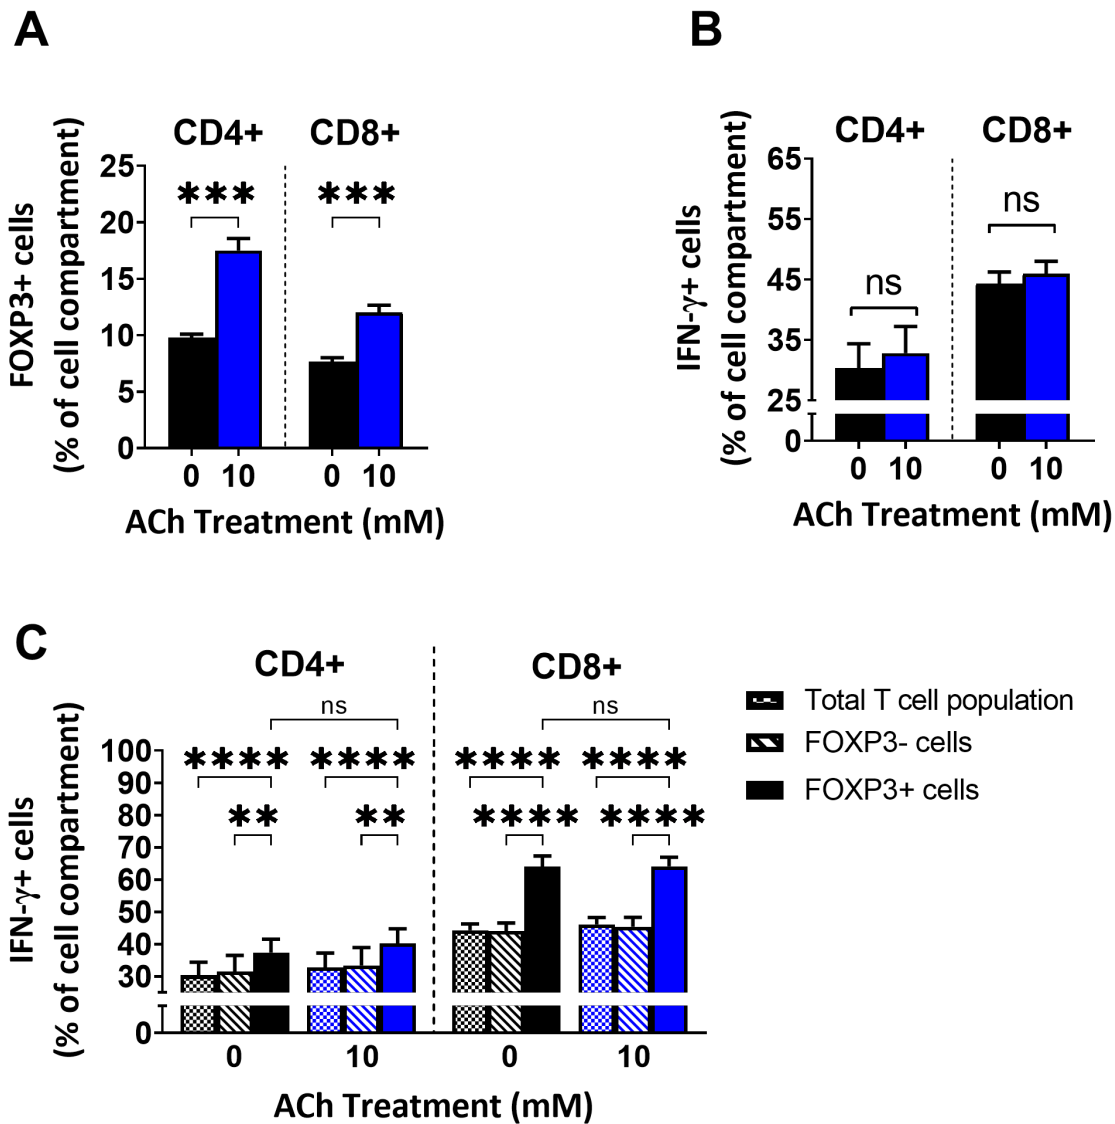 A
CD4+ CD8+
FOXP3+ cells
(% of cell compartment)
25
20
15
10
5
0
*** ***
0 10 0 10
ACh Treatment (mM)
B
CD4+ CD8+
IFN-γ+ cells
(% of cell compartment)
65
55
45
35
25
0
ns ns
0 10 0 10
ACh Treatment (mM)
C
CD4+ CD8+
IFN-γ+ cells
(% of cell compartment)
100
90
80
70
60
50
40
30
0
ns ns
**** **** **** ****
** ** **** ****
0 10 0 10
ACh Treatment (mM)
Total T cell population
FOXP3- cells
FOXP3+ cells